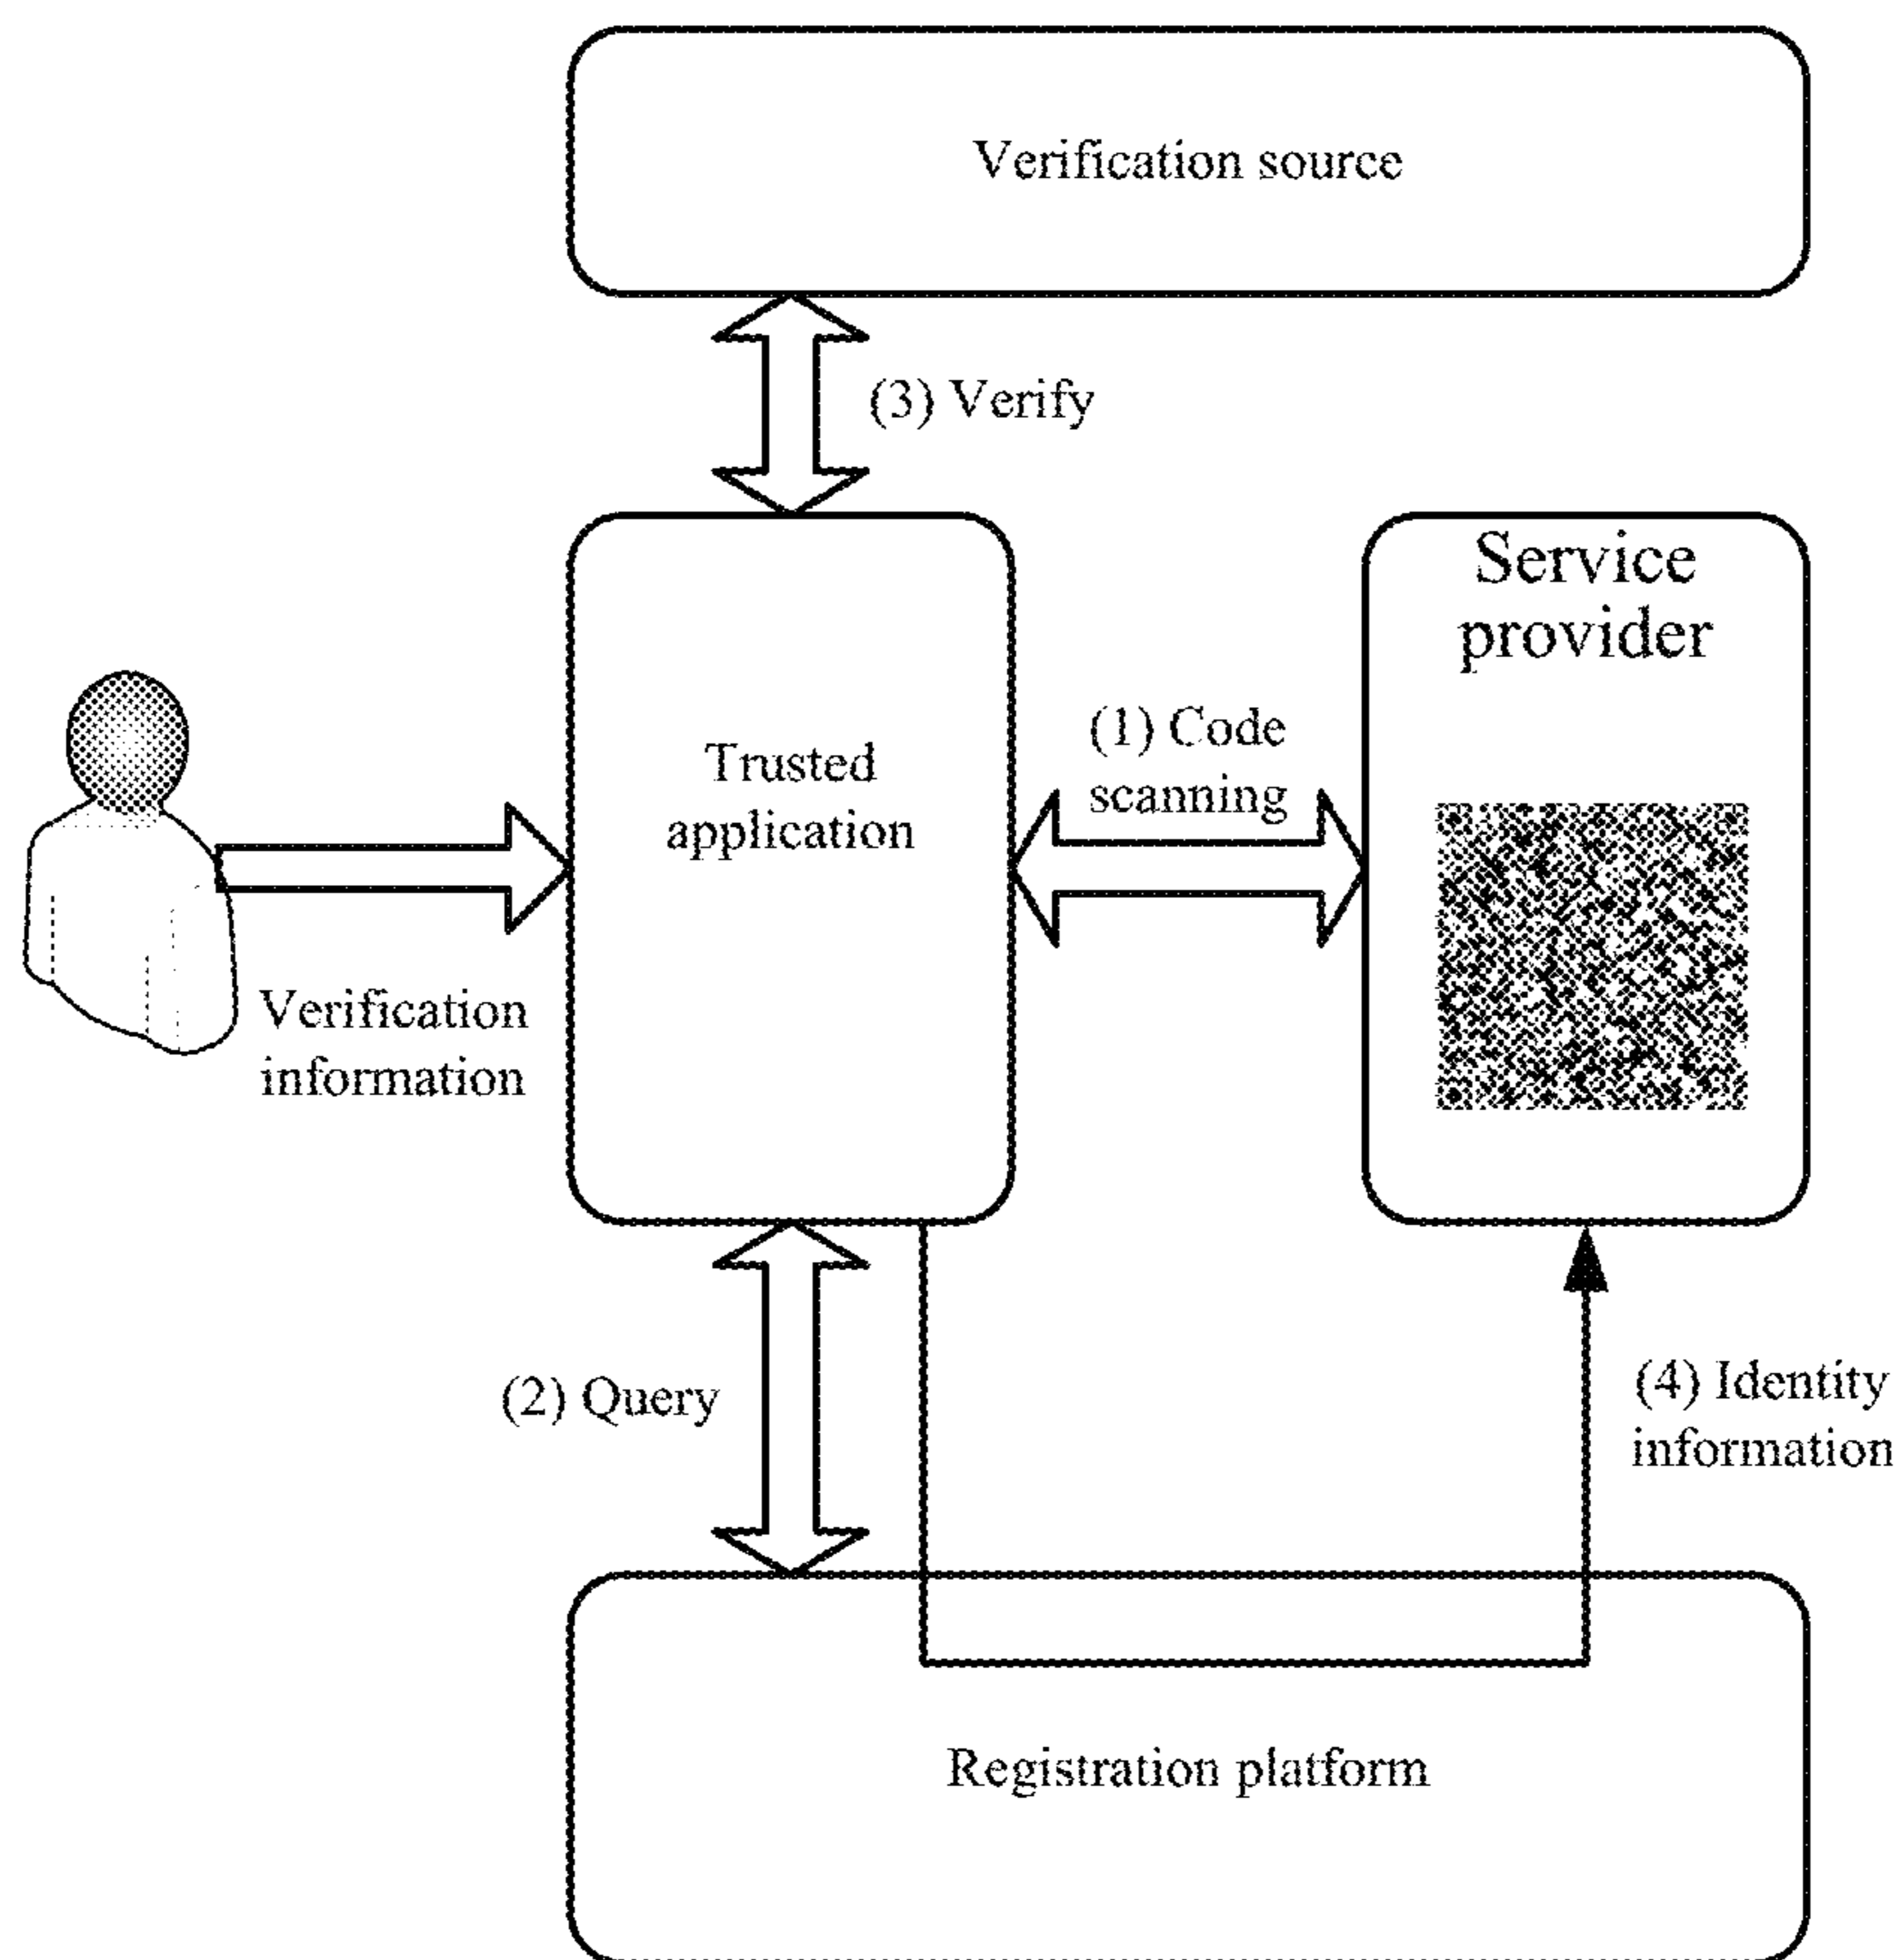 Verification source
(3) Verify
Service
provider
(1) Code
scanning
Trusted
application
Verification
information
(2) Query
(4) Identity
information
Registration platform